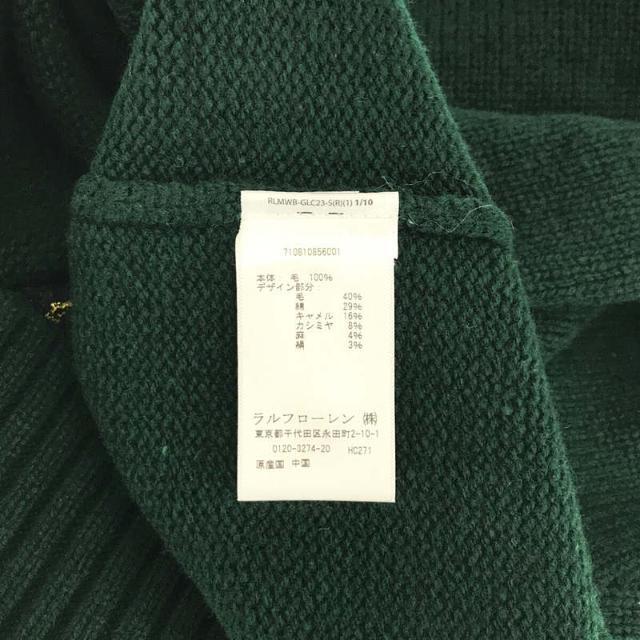 RLMWB-GLC23-S(R)(1) 1/10
710810856001
本体 毛 100%
デザイン部分
毛 40%
綿 29%
キャメル 16%
カシミヤ 8%
麻 4%
絹 3%
ラルフローレン ㈱
東京都千代田区永田町2-10-1
0120-3274-20 HC271
原産国 中国